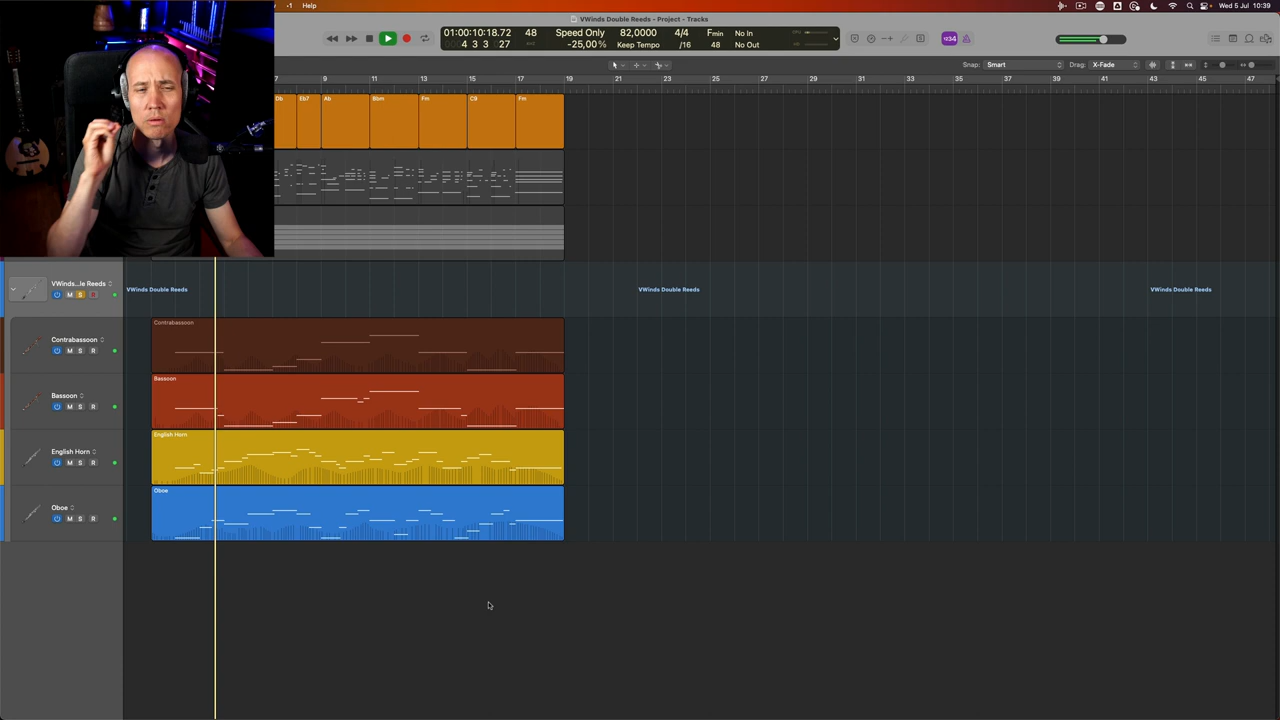 -1 Help
Wed 5 Jul 10:39
VWinds Double Reeds - Project - Tracks
01:00:10:18.72 48 Speed Only 82,0000 4/4 Fmin No In
4 3 3 27 -25,00% Keep Tempo /16 48 No Out
1234
Snap: Smart Drag: X-Fade
7 9 11 13 15 17 19 21 23 25 27 29 31 33 35 37 39 41 43 45 47
Db Eb7 Ab Bbm Fm C9 Fm
VWinds...le Reeds
M S R
VWinds Double Reeds VWinds Double Reeds VWinds Double Reeds
Contrabassoon
M S R
Contrabassoon
Bassoon
M S R
Bassoon
English Horn
M S R
English Horn
Oboe
M S R
Oboe